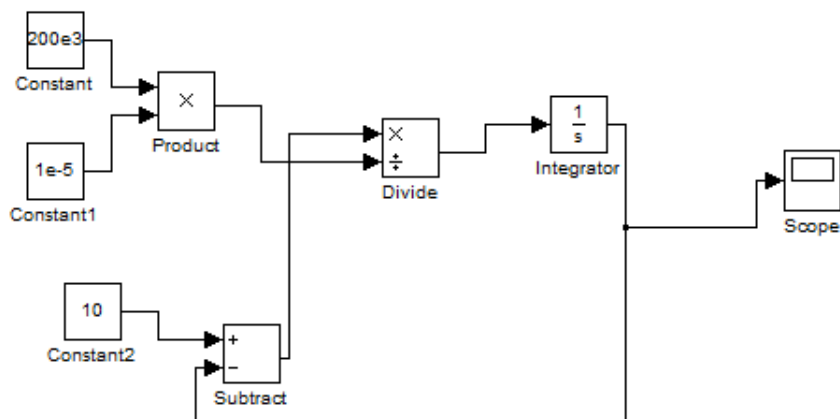 200e3
Constant
×
Product
1e-5
Constant1
×
÷
Divide
1
s
Integrator
Scope
10
Constant2
+
−
Subtract